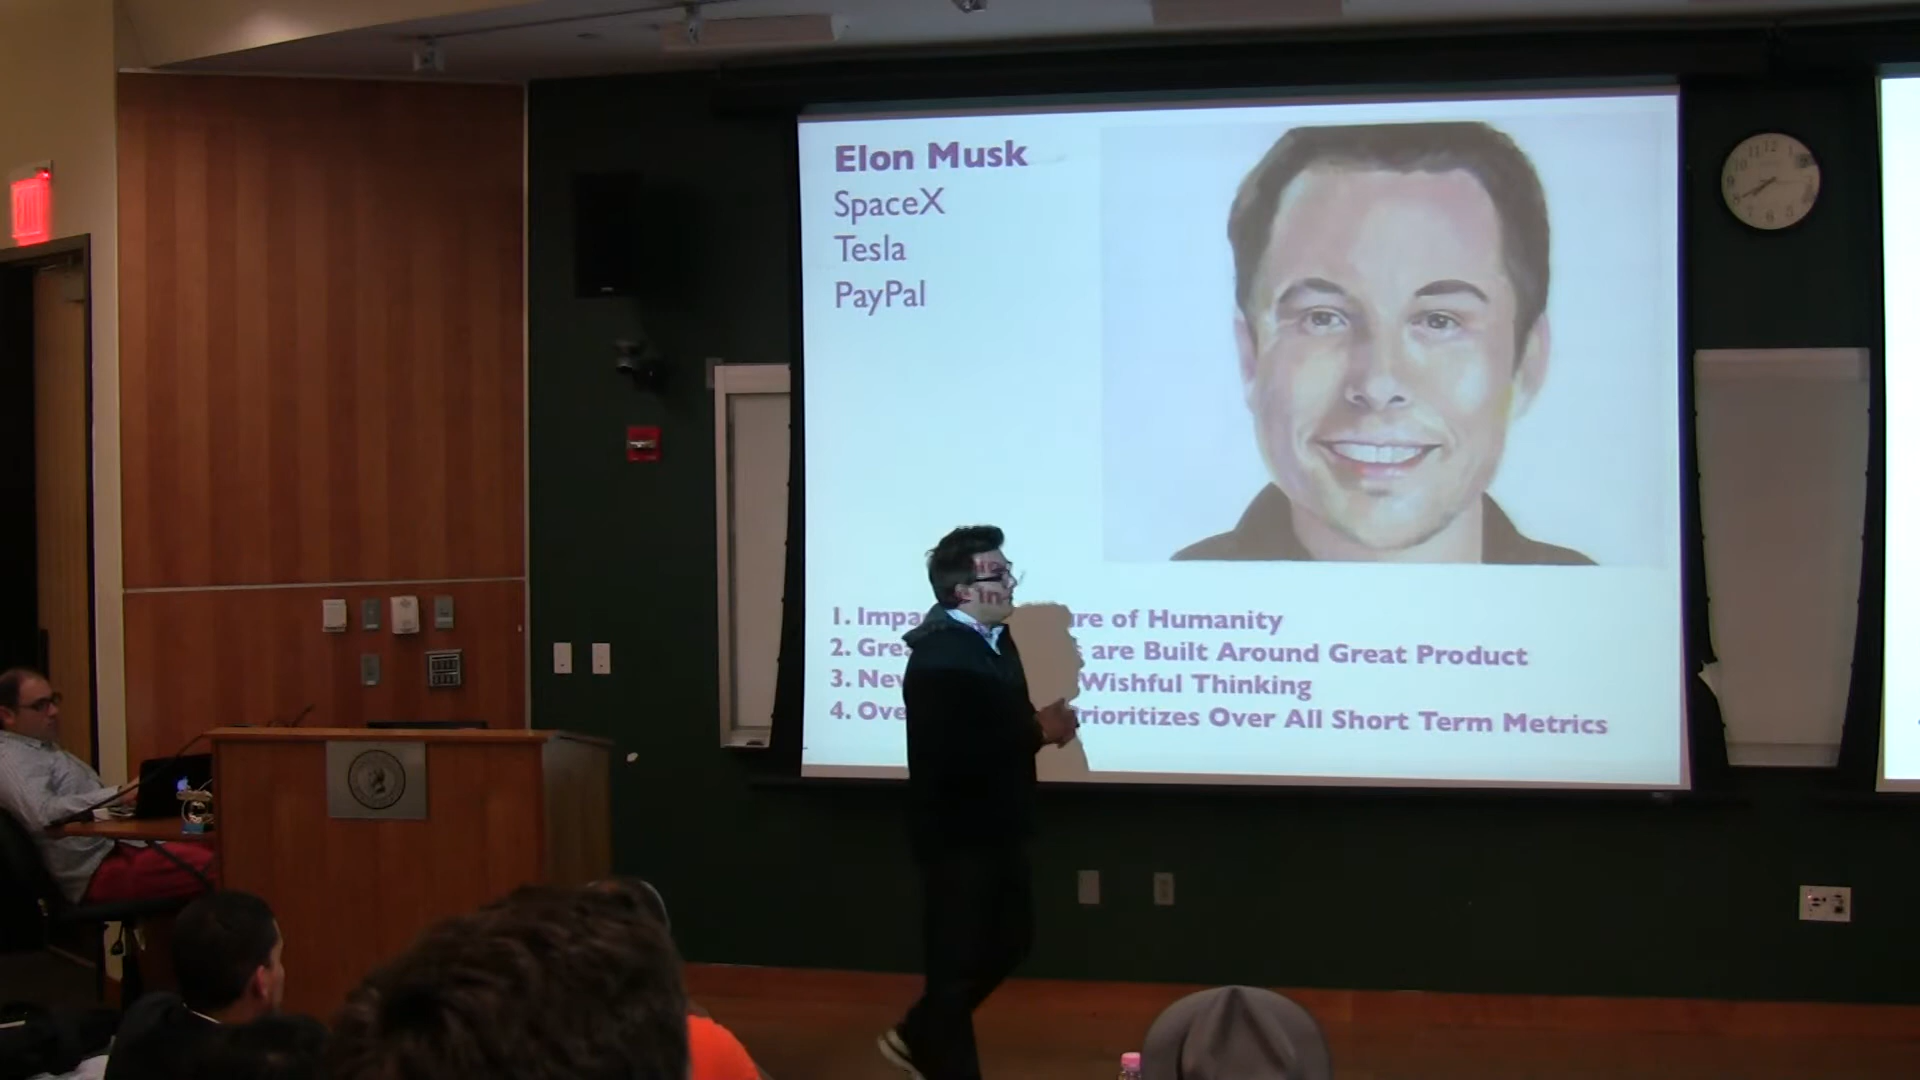 Elon Musk
SpaceX
Tesla
PayPal
1. Impa re of Humanity
2. Grea s are Built Around Great Product
3. Nev Wishful Thinking
4. Ove rioritizes Over All Short Term Metrics